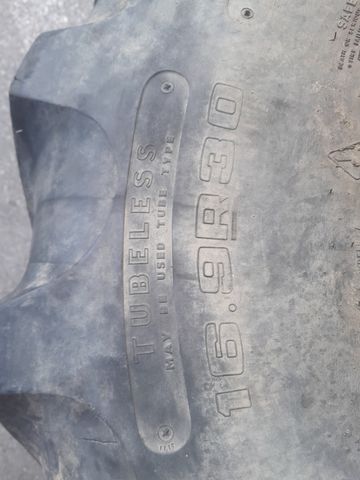 TUBELESS
MAY BE USED TUBE TYPE
16.9R30